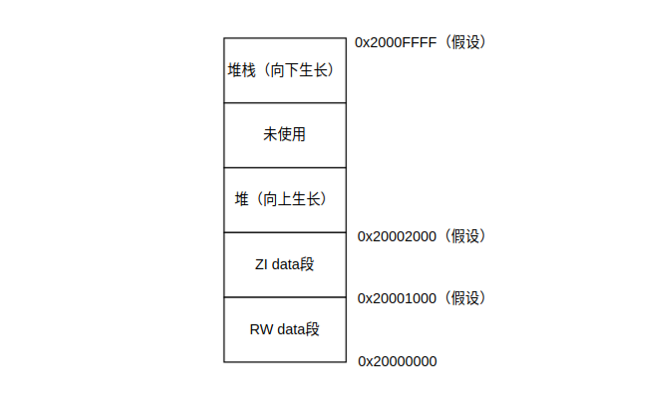 0x2000FFFF（假设）
堆栈（向下生长）
未使用
堆（向上生长）
0x20002000（假设）
ZI data段
0x20001000（假设）
RW data段
0x20000000